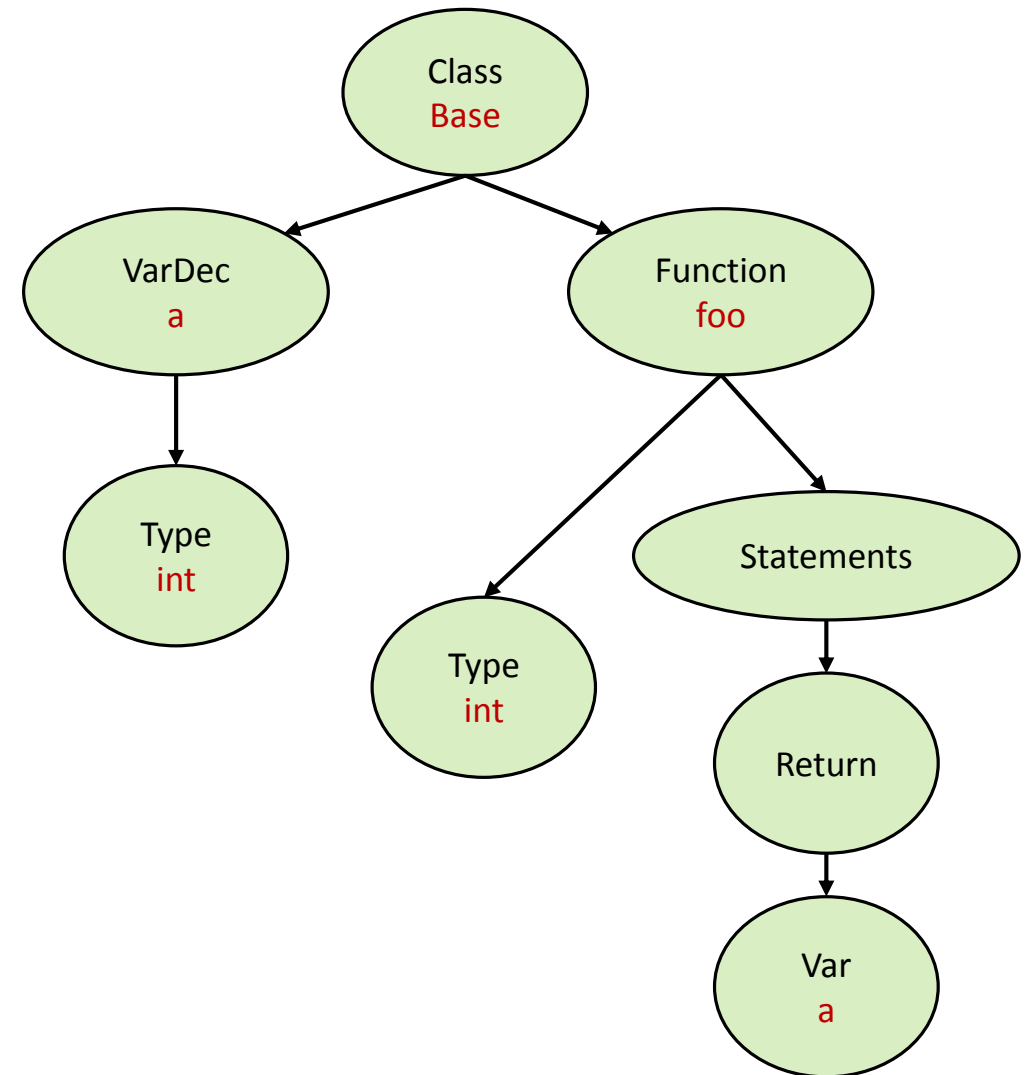 Class
Base
VarDec
a
Function
foo
Type
int
Statements
Type
int
Return
Var
a